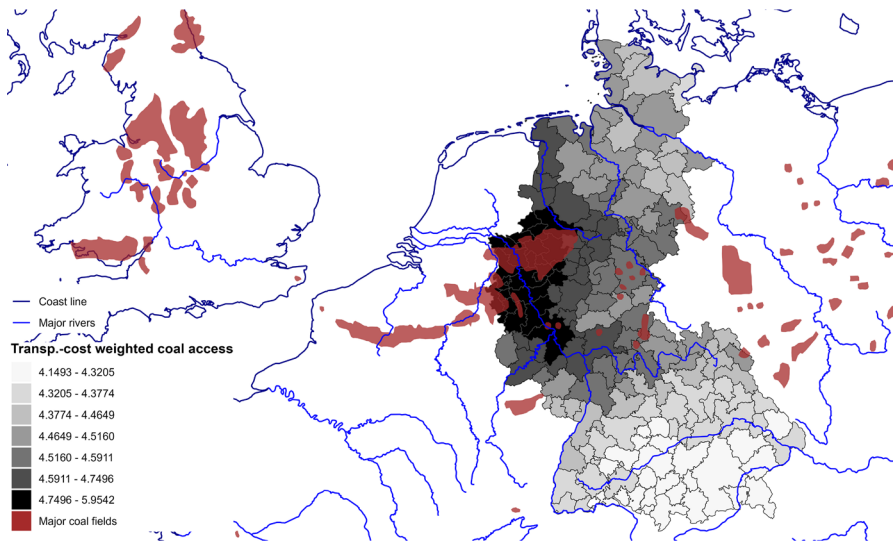 Coast line
Major rivers
Transp.-cost weighted coal access
4.1493 - 4.3205
4.3205 - 4.3774
4.3774 - 4.4649
4.4649 - 4.5160
4.5160 - 4.5911
4.5911 - 4.7496
4.7496 - 5.9542
Major coal fields